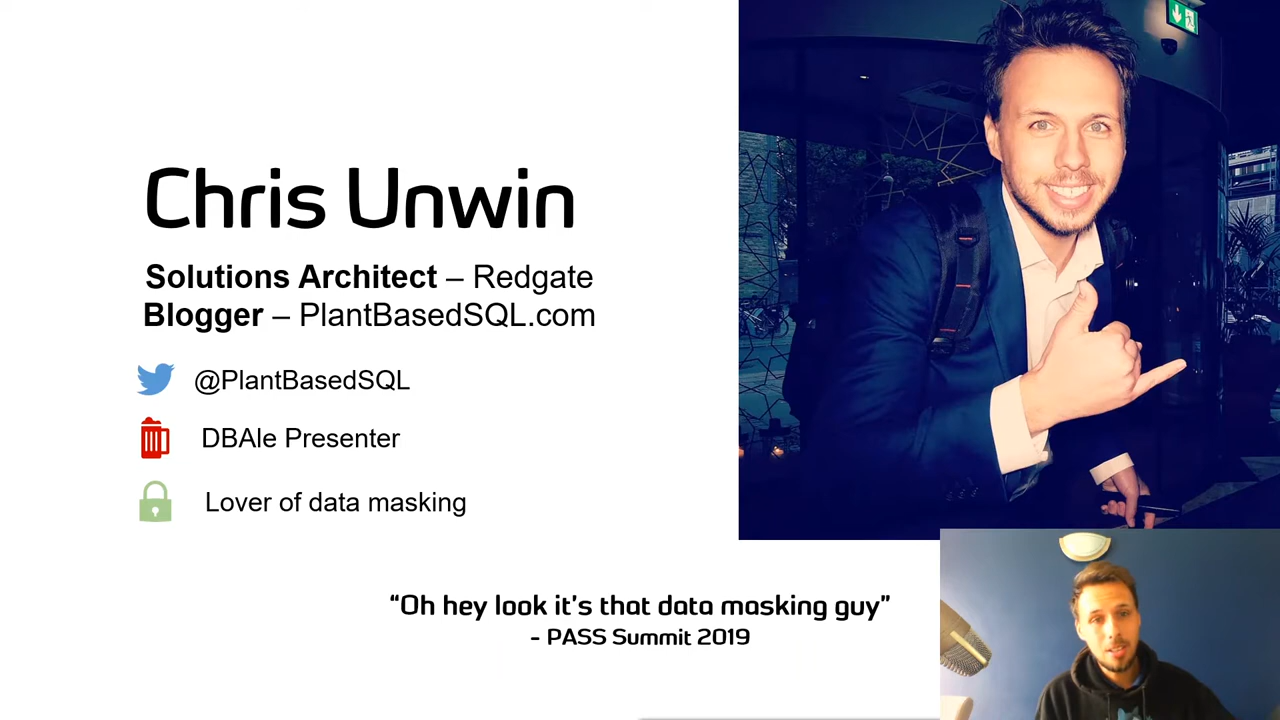 Chris Unwin
Solutions Architect – Redgate
Blogger – PlantBasedSQL.com
@PlantBasedSQL
DBAle Presenter
Lover of data masking
“Oh hey look it’s that data masking guy”
- PASS Summit 2019